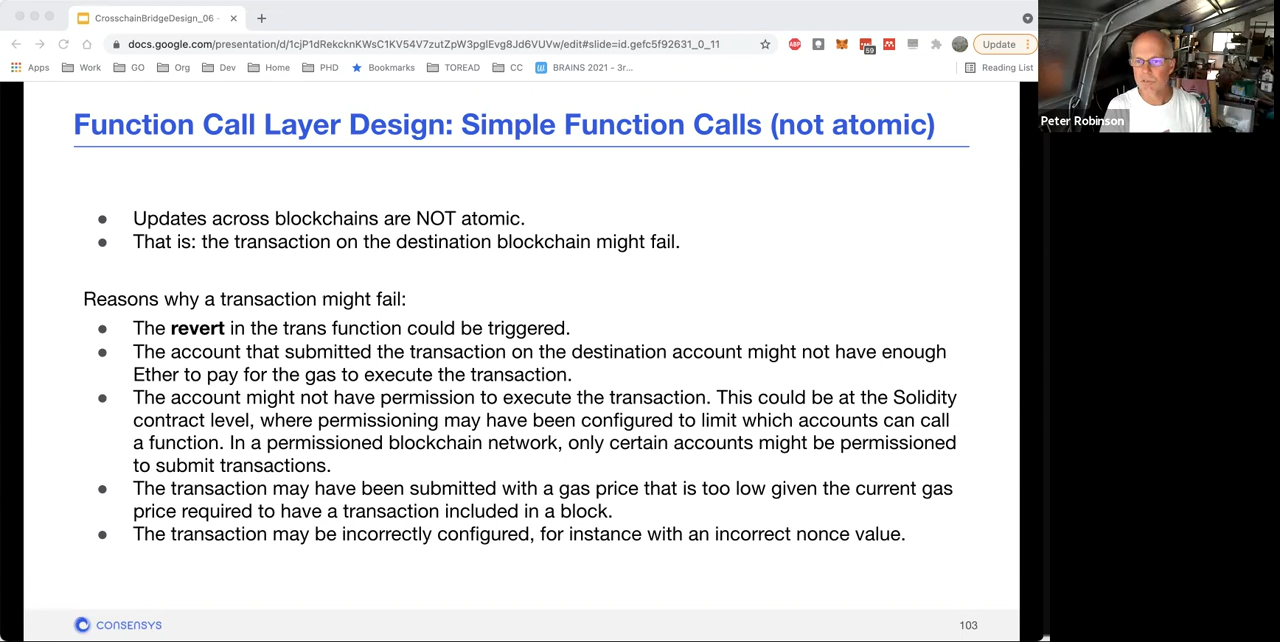 CrosschainBridgeDesign_06 -
docs.google.com/presentation/d/1cjP1dRekcknKWsC1KV54V7zutZpW3pglEvg8Jd6VUVw/edit#slide=id.gefc5f92631_0_11
ABP
59
Update
Apps Work GO Org Dev Home PHD Bookmarks TOREAD CC BRAINS 2021 - 3r... Reading List
Peter Robinson
Function Call Layer Design: Simple Function Calls (not atomic)
● Updates across blockchains are NOT atomic.
● That is: the transaction on the destination blockchain might fail.
Reasons why a transaction might fail:
● The revert in the trans function could be triggered.
● The account that submitted the transaction on the destination account might not have enough
Ether to pay for the gas to execute the transaction.
● The account might not have permission to execute the transaction. This could be at the Solidity
contract level, where permissioning may have been configured to limit which accounts can call
a function. In a permissioned blockchain network, only certain accounts might be permissioned
to submit transactions.
● The transaction may have been submitted with a gas price that is too low given the current gas
price required to have a transaction included in a block.
● The transaction may be incorrectly configured, for instance with an incorrect nonce value.
CONSENSYS
103